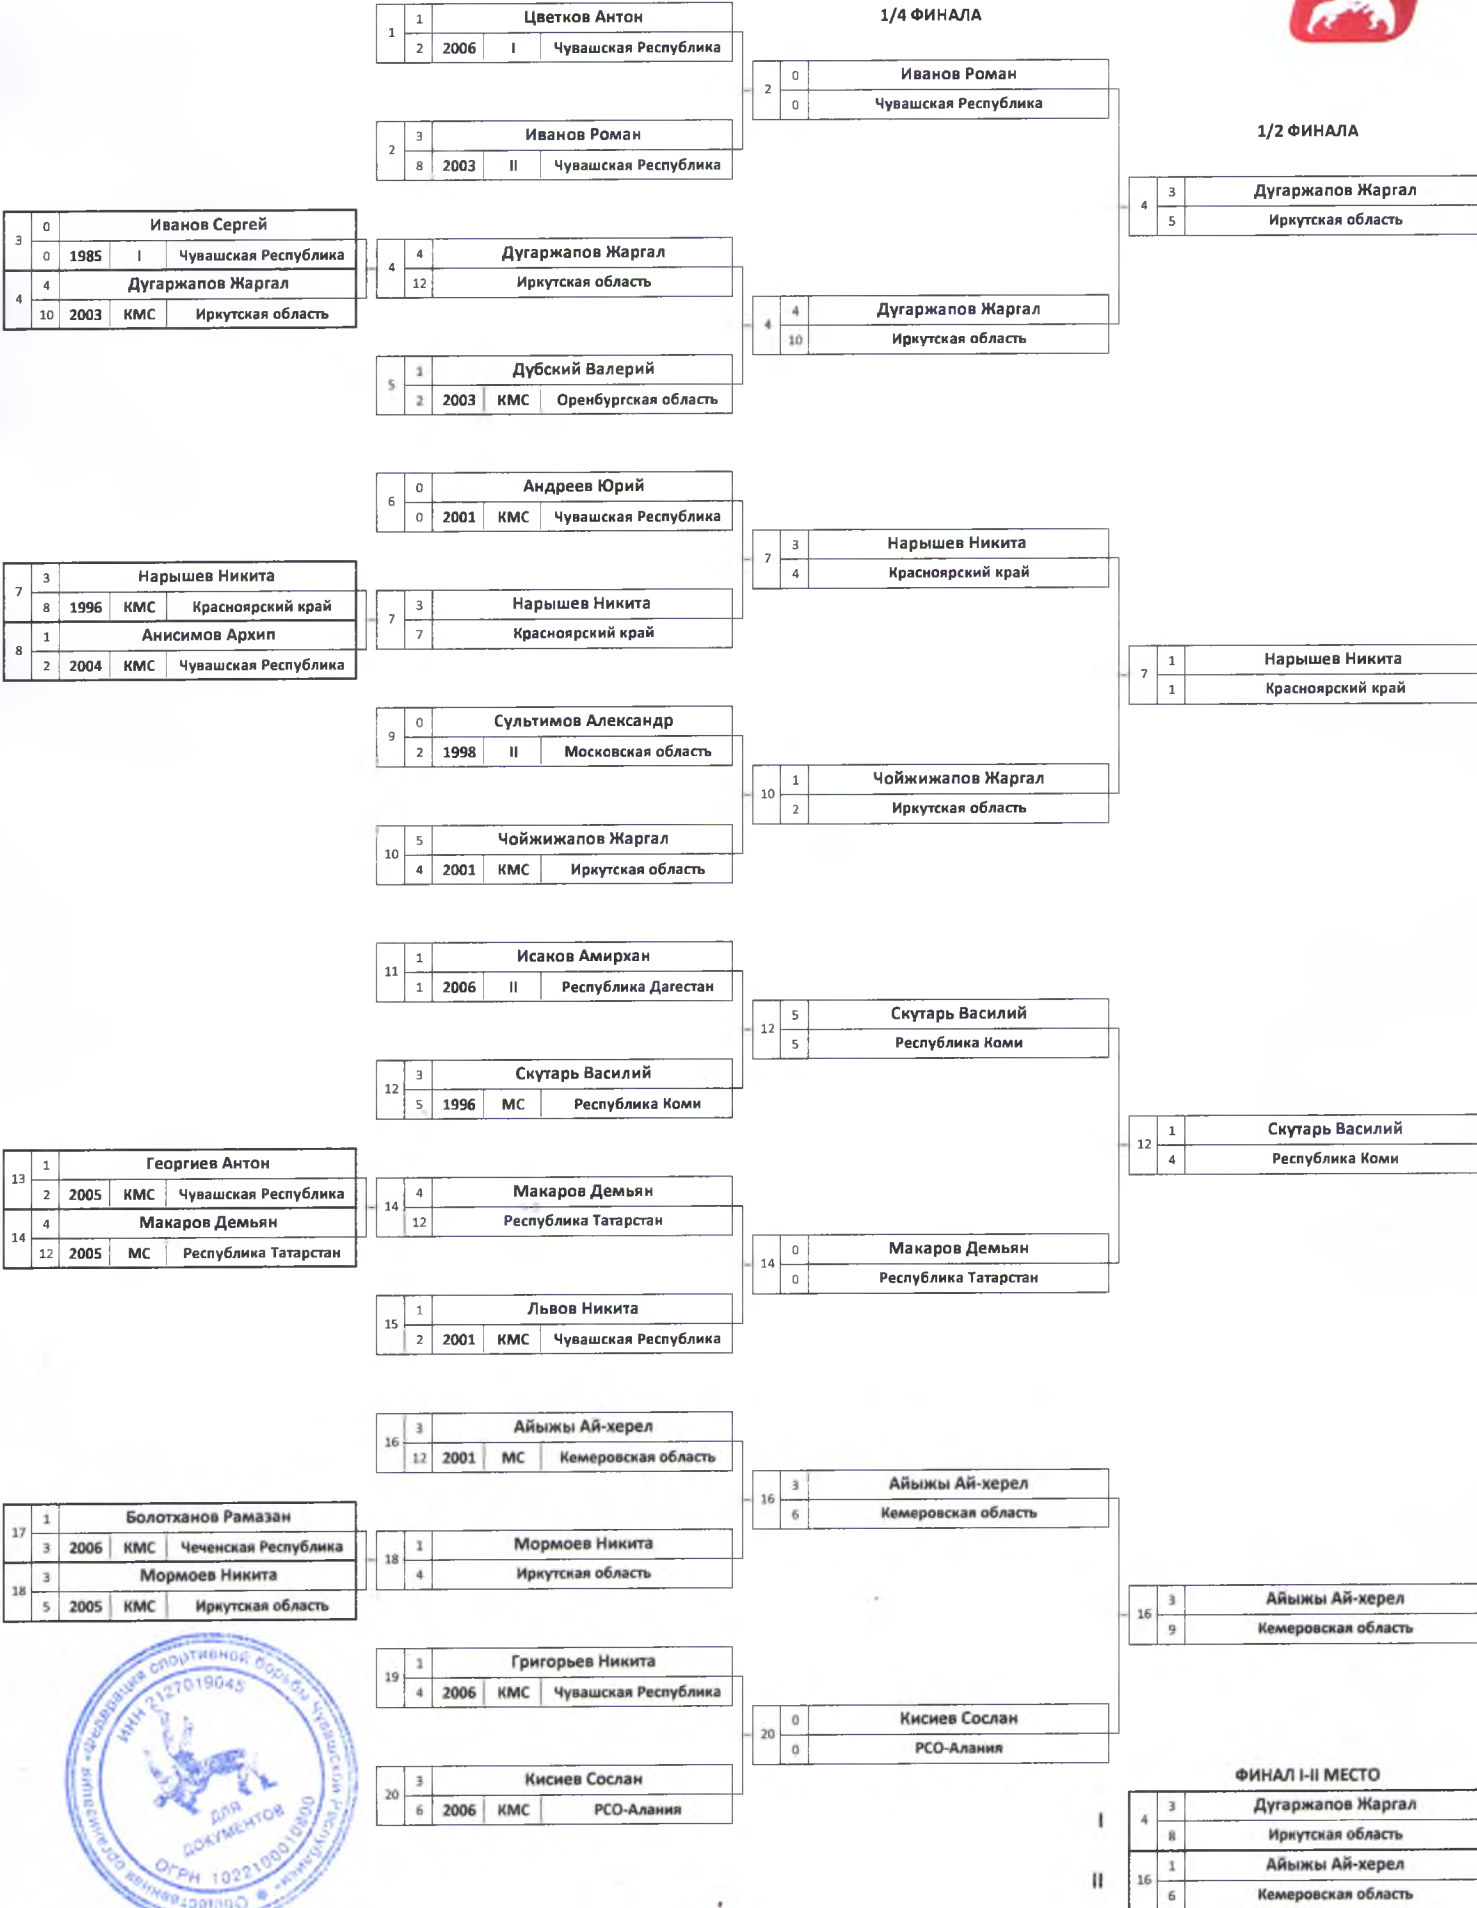 1/4 ФИНАЛА
1/2 ФИНАЛА
3 0 Иванов Сергей
0 1985 I Чувашская Республика
4 4 Дугаржапов Жаргал
10 2003 КМС Иркутская область
7 3 Нарышев Никита
8 1996 КМС Красноярский край
8 1 Анисимов Архип
2 2004 КМС Чувашская Республика
13 1 Георгиев Антон
2 2005 КМС Чувашская Республика
14 4 Макаров Демьян
12 2005 МС Республика Татарстан
17 1 Болотханов Рамазан
3 2006 КМС Чеченская Республика
18 3 Мормоев Никита
5 2005 КМС Иркутская область
1 1 Цветков Антон
2 2006 I Чувашская Республика
2 3 Иванов Роман
8 2003 II Чувашская Республика
4 4 Дугаржапов Жаргал
12 Иркутская область
5 1 Дубский Валерий
2 2003 КМС Оренбургская область
6 0 Андреев Юрий
0 2001 КМС Чувашская Республика
7 3 Нарышев Никита
7 Красноярский край
9 0 Сультимов Александр
2 1998 II Московская область
10 5 Чойжижапов Жаргал
4 2001 КМС Иркутская область
11 1 Исаков Амирхан
1 2006 II Республика Дагестан
12 3 Скутарь Василий
5 1996 МС Республика Коми
14 4 Макаров Демьян
12 Республика Татарстан
15 1 Львов Никита
2 2001 КМС Чувашская Республика
16 3 Айыжы Ай-херел
12 2001 МС Кемеровская область
18 1 Мормоев Никита
4 Иркутская область
19 1 Григорьев Никита
4 2006 КМС Чувашская Республика
20 3 Кисиев Сослан
6 2006 КМС РСО-Алания
2 0 Иванов Роман
0 Чувашская Республика
4 4 Дугаржапов Жаргал
10 Иркутская область
7 3 Нарышев Никита
4 Красноярский край
10 1 Чойжижапов Жаргал
2 Иркутская область
12 5 Скутарь Василий
5 Республика Коми
14 0 Макаров Демьян
0 Республика Татарстан
16 3 Айыжы Ай-херел
6 Кемеровская область
20 0 Кисиев Сослан
0 РСО-Алания
4 3 Дугаржапов Жаргал
5 Иркутская область
7 1 Нарышев Никита
1 Красноярский край
12 1 Скутарь Василий
4 Республика Коми
16 3 Айыжы Ай-херел
9 Кемеровская область
ФИНАЛ I-II МЕСТО
I 4 3 Дугаржапов Жаргал
8 Иркутская область
II 16 1 Айыжы Ай-херел
6 Кемеровская область
Общественная организация «Федерация спортивной борьбы Чувашской Республики»
ИНН 2127019045
ДЛЯ
ДОКУМЕНТОВ
ОГРН